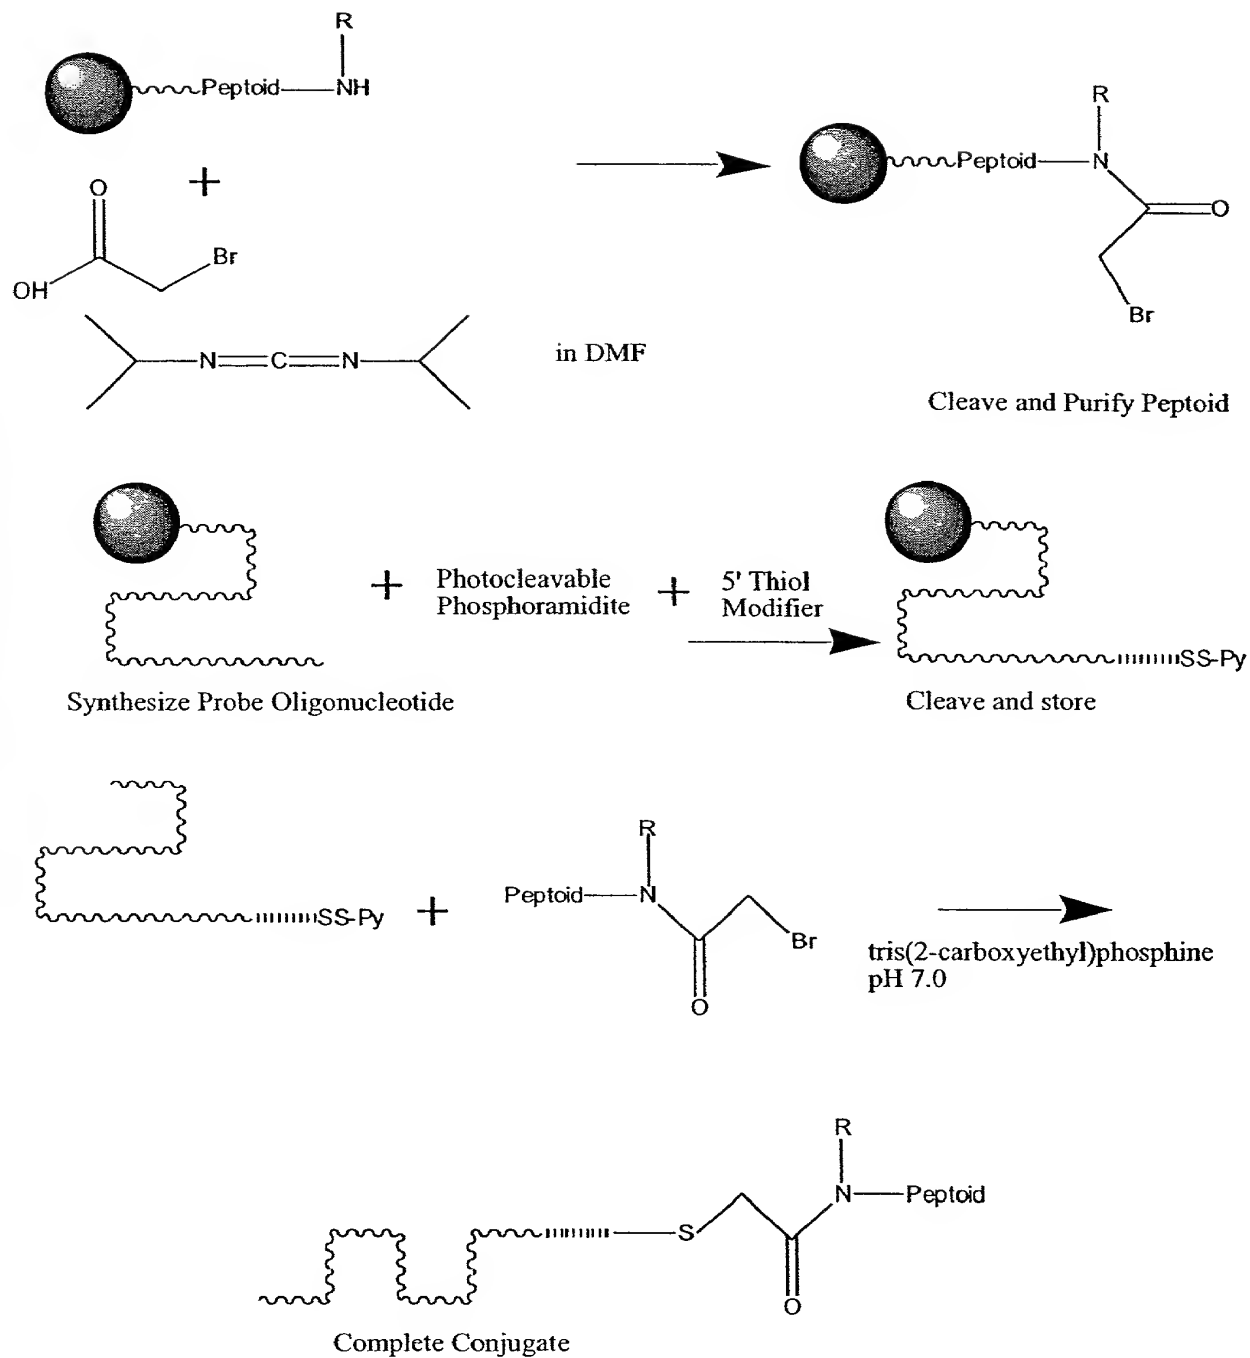 R
Peptoid NH
+
O
Br
OH
N C N
in DMF
R
Peptoid N
O
Br
Cleave and Purify Peptoid
+
Photocleavable
Phosphoramidite
+
5' Thiol
Modifier
SS-Py
Synthesize Probe Oligonucleotide
Cleave and store
SS-Py
+
R
Peptoid N
Br
O
tris(2-carboxyethyl)phosphine
pH 7.0
R
N Peptoid
S
O
Complete Conjugate